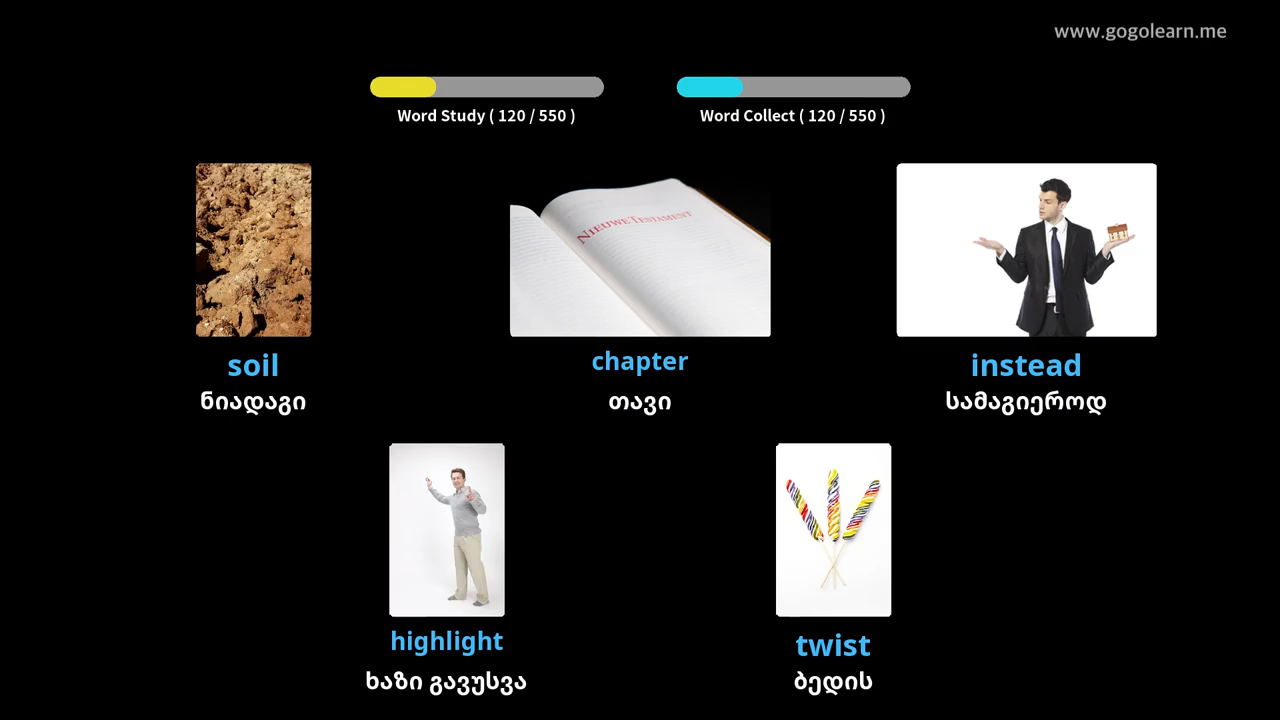 www.gogolearn.me
Word Study ( 120 / 550 )
Word Collect ( 120 / 550 )
NIEUWE TESTAMENT
soil
ნიადაგი
chapter
თავი
instead
სამაგიეროდ
highlight
ხაზი გავუსვა
twist
ბედის